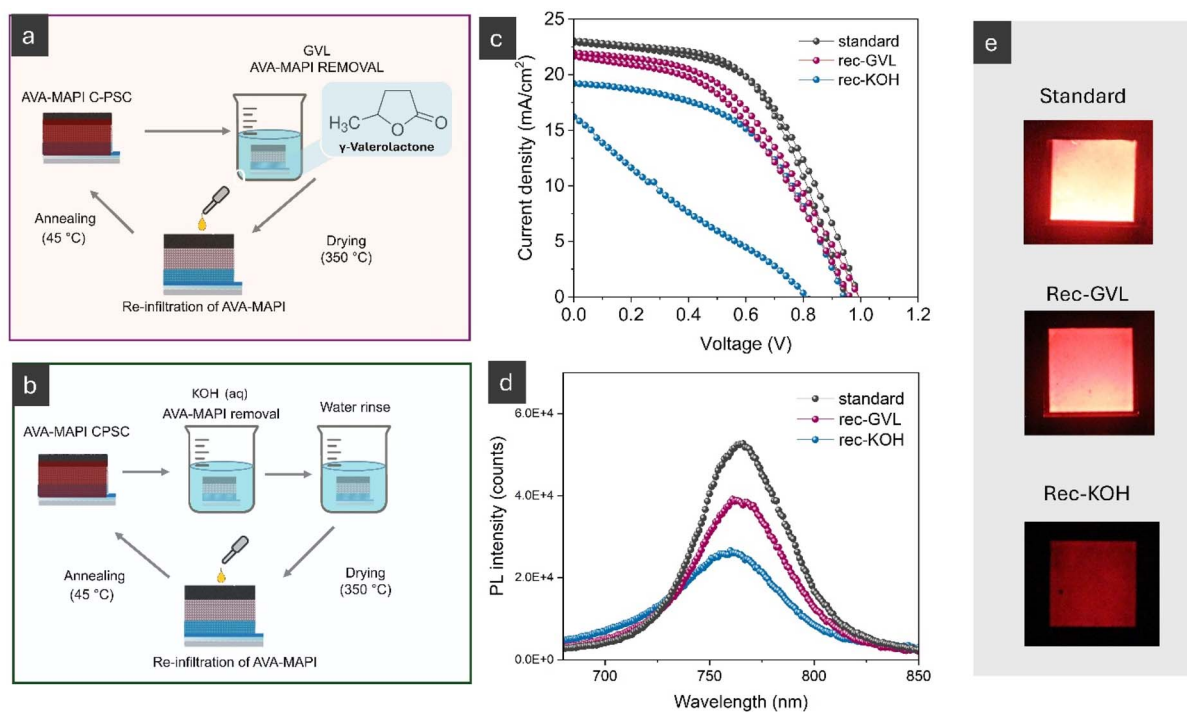 a
GVL
AVA-MAPI REMOVAL
AVA-MAPI C-PSC
H₃C
O
O
γ-Valerolactone
Annealing
(45 °C)
Drying
(350 °C)
Re-infiltration of AVA-MAPI
b
KOH (aq)
AVA-MAPI removal
Water rinse
AVA-MAPI CPSC
Annealing
(45 °C)
Drying
(350 °C)
Re-infiltration of AVA-MAPI
c
Current density (mA/cm²)
25
20
15
10
5
0
standard
rec-GVL
rec-KOH
0.0 0.2 0.4 0.6 0.8 1.0 1.2
Voltage (V)
d
PL intensity (counts)
6.0E+4
4.0E+4
2.0E+4
0.0E+0
standard
rec-GVL
rec-KOH
700 750 800 850
Wavelength (nm)
e
Standard
Rec-GVL
Rec-KOH